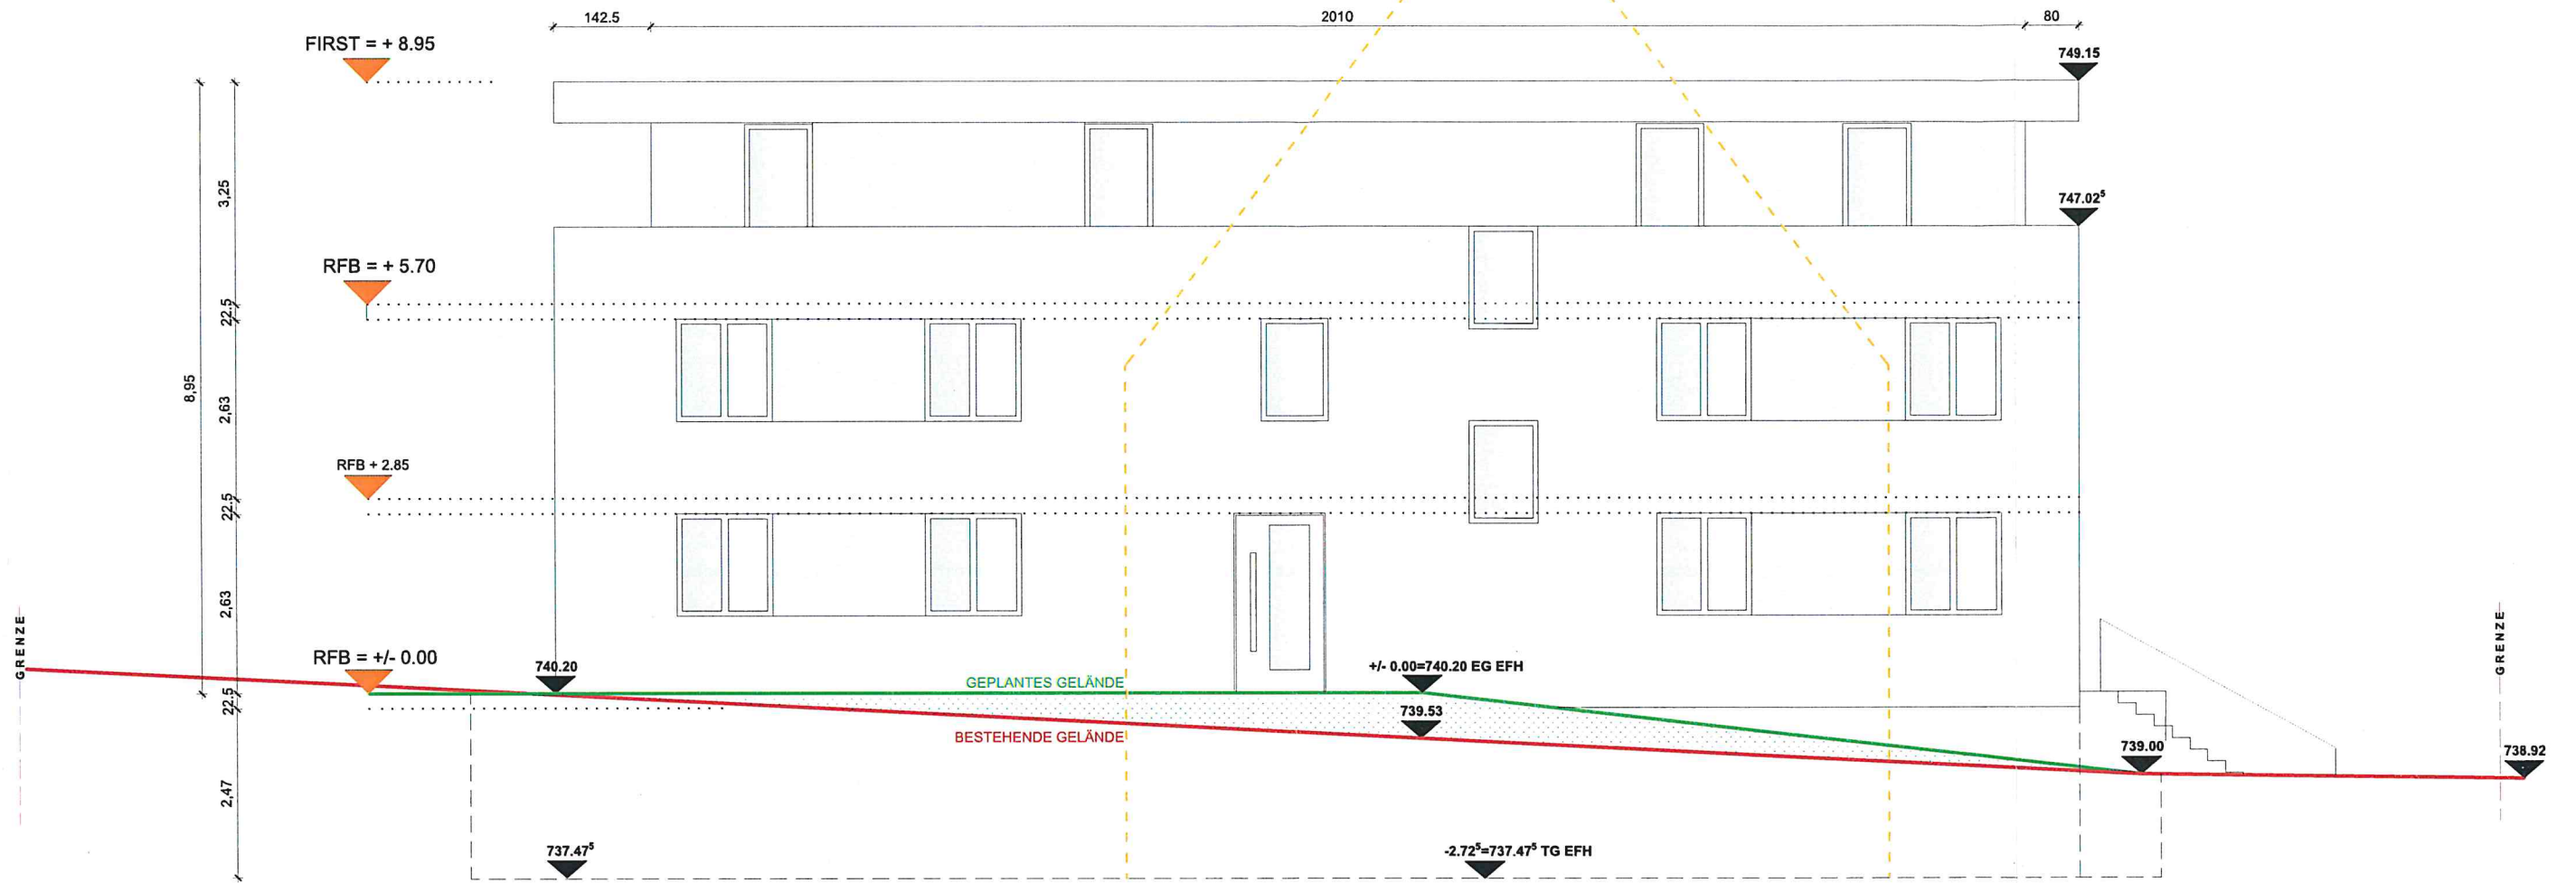 142.5
2010
80
FIRST = + 8.95
749.15
3,25
747.02⁵
RFB = + 5.70
22.5
8,95
2,63
RFB + 2.85
22.5
2,63
GRENZE
GRENZE
RFB = +/- 0.00
740.20
+/- 0.00=740.20 EG EFH
GEPLANTES GELÄNDE
22.5
739.53
BESTEHENDE GELÄNDE
739.00
738.92
2,47
737.47⁵
-2.72⁵=737.47⁵ TG EFH